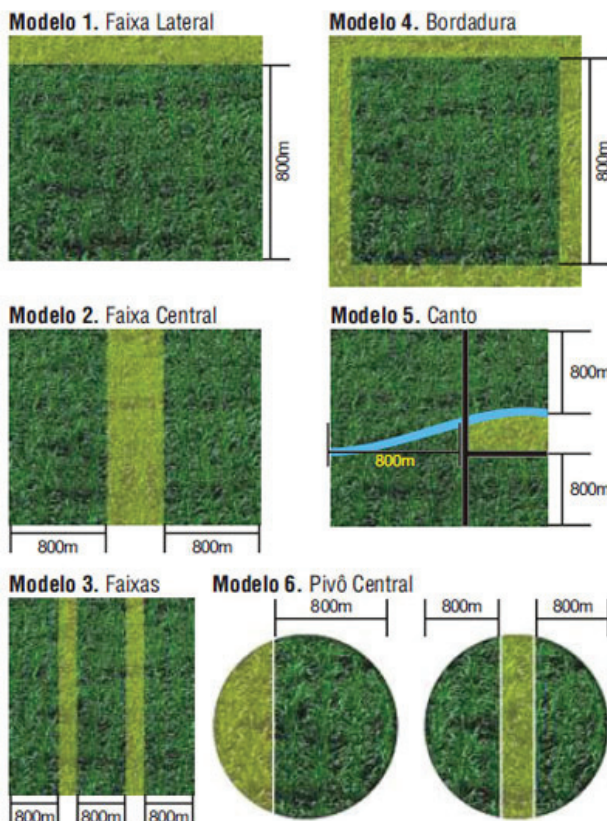 Modelo 1. Faixa Lateral
800m
Modelo 4. Bordadura
800m
Modelo 2. Faixa Central
800m
800m
Modelo 5. Canto
800m
800m
800m
Modelo 3. Faixas
800m
800m
800m
Modelo 6. Pivô Central
800m
800m
800m